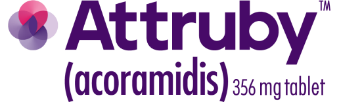 Attruby™
(acoramidis) 356 mg tablet